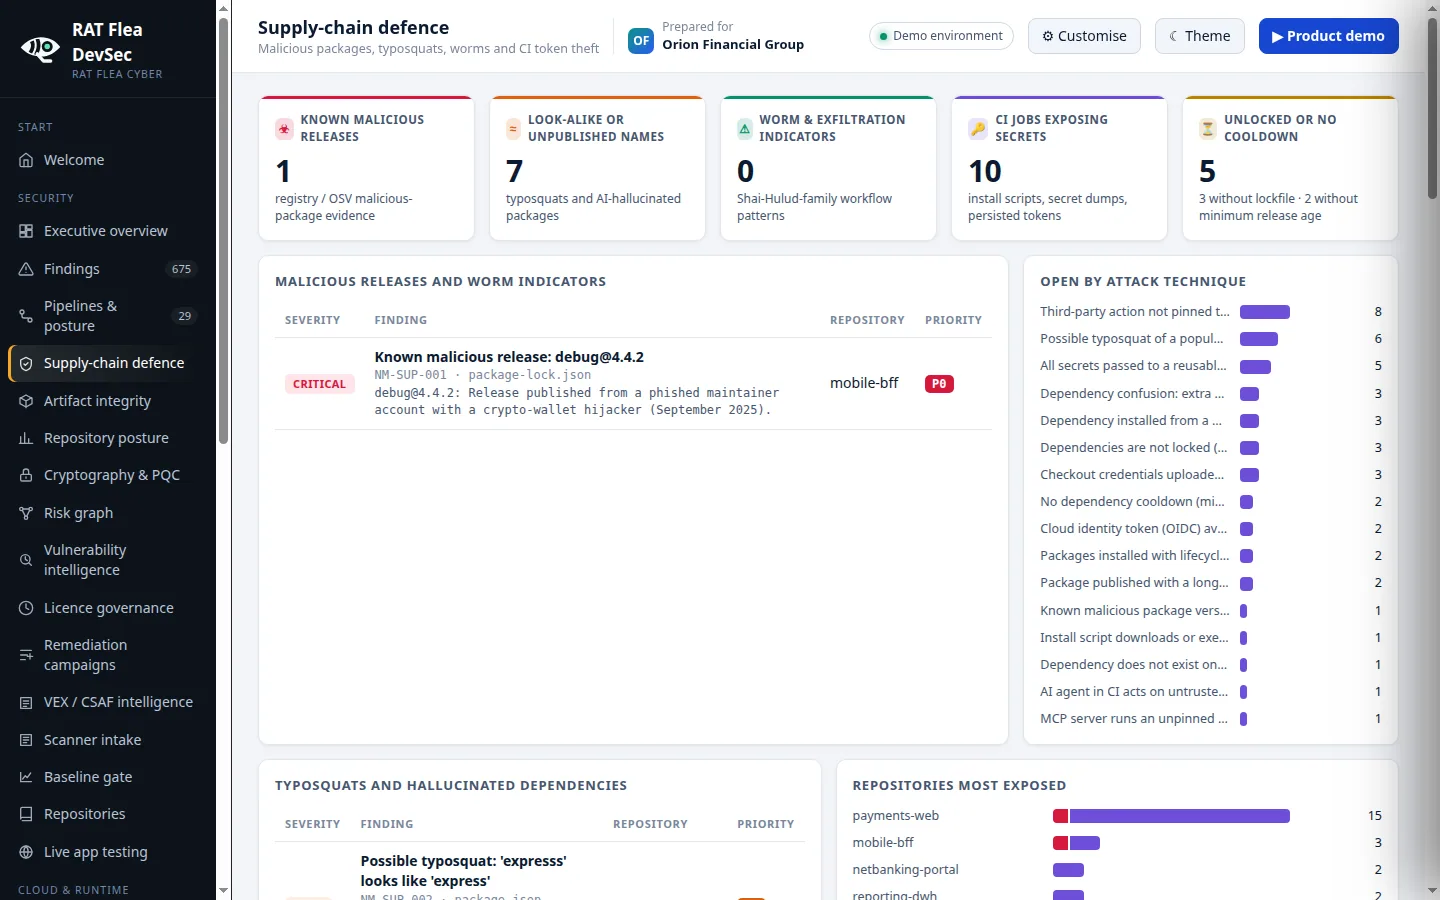 RAT Flea
DevSec
RAT FLEA CYBER
START
Welcome
SECURITY
Executive overview
Findings 675
Pipelines &
posture 29
Supply-chain defence
Artifact integrity
Repository posture
Cryptography & PQC
Risk graph
Vulnerability
intelligence
Licence governance
Remediation
campaigns
VEX / CSAF intelligence
Scanner intake
Baseline gate
Repositories
Live app testing
CLOUD & RUNTIME
Supply-chain defence
Malicious packages, typosquats, worms and CI token theft
OF
Prepared for
Orion Financial Group
Demo environment
⚙ Customise
☾ Theme
▶ Product demo
KNOWN MALICIOUS
RELEASES
1
registry / OSV malicious-
package evidence
LOOK-ALIKE OR
UNPUBLISHED NAMES
7
typosquats and AI-hallucinated
packages
WORM & EXFILTRATION
INDICATORS
0
Shai-Hulud-family workflow
patterns
CI JOBS EXPOSING
SECRETS
10
install scripts, secret dumps,
persisted tokens
UNLOCKED OR NO
COOLDOWN
5
3 without lockfile · 2 without
minimum release age
MALICIOUS RELEASES AND WORM INDICATORS
SEVERITY FINDING REPOSITORY PRIORITY
CRITICAL
Known malicious release: debug@4.4.2
NM-SUP-001 · package-lock.json
debug@4.4.2: Release published from a phished maintainer
account with a crypto-wallet hijacker (September 2025).
mobile-bff
P0
OPEN BY ATTACK TECHNIQUE
Third-party action not pinned t... 8
Possible typosquat of a popul... 6
All secrets passed to a reusabl... 5
Dependency confusion: extra ... 3
Dependency installed from a ... 3
Dependencies are not locked (... 3
Checkout credentials uploade... 3
No dependency cooldown (mi... 2
Cloud identity token (OIDC) av... 2
Packages installed with lifecycl... 2
Package published with a long... 2
Known malicious package vers... 1
Install script downloads or exe... 1
Dependency does not exist on... 1
AI agent in CI acts on untruste... 1
MCP server runs an unpinned ... 1
TYPOSQUATS AND HALLUCINATED DEPENDENCIES
SEVERITY FINDING REPOSITORY PRIORITY
Possible typosquat: 'expresss'
looks like 'express'
NM-SUP-002 · package.json
REPOSITORIES MOST EXPOSED
payments-web 15
mobile-bff 3
netbanking-portal 2
reporting-dwh 2